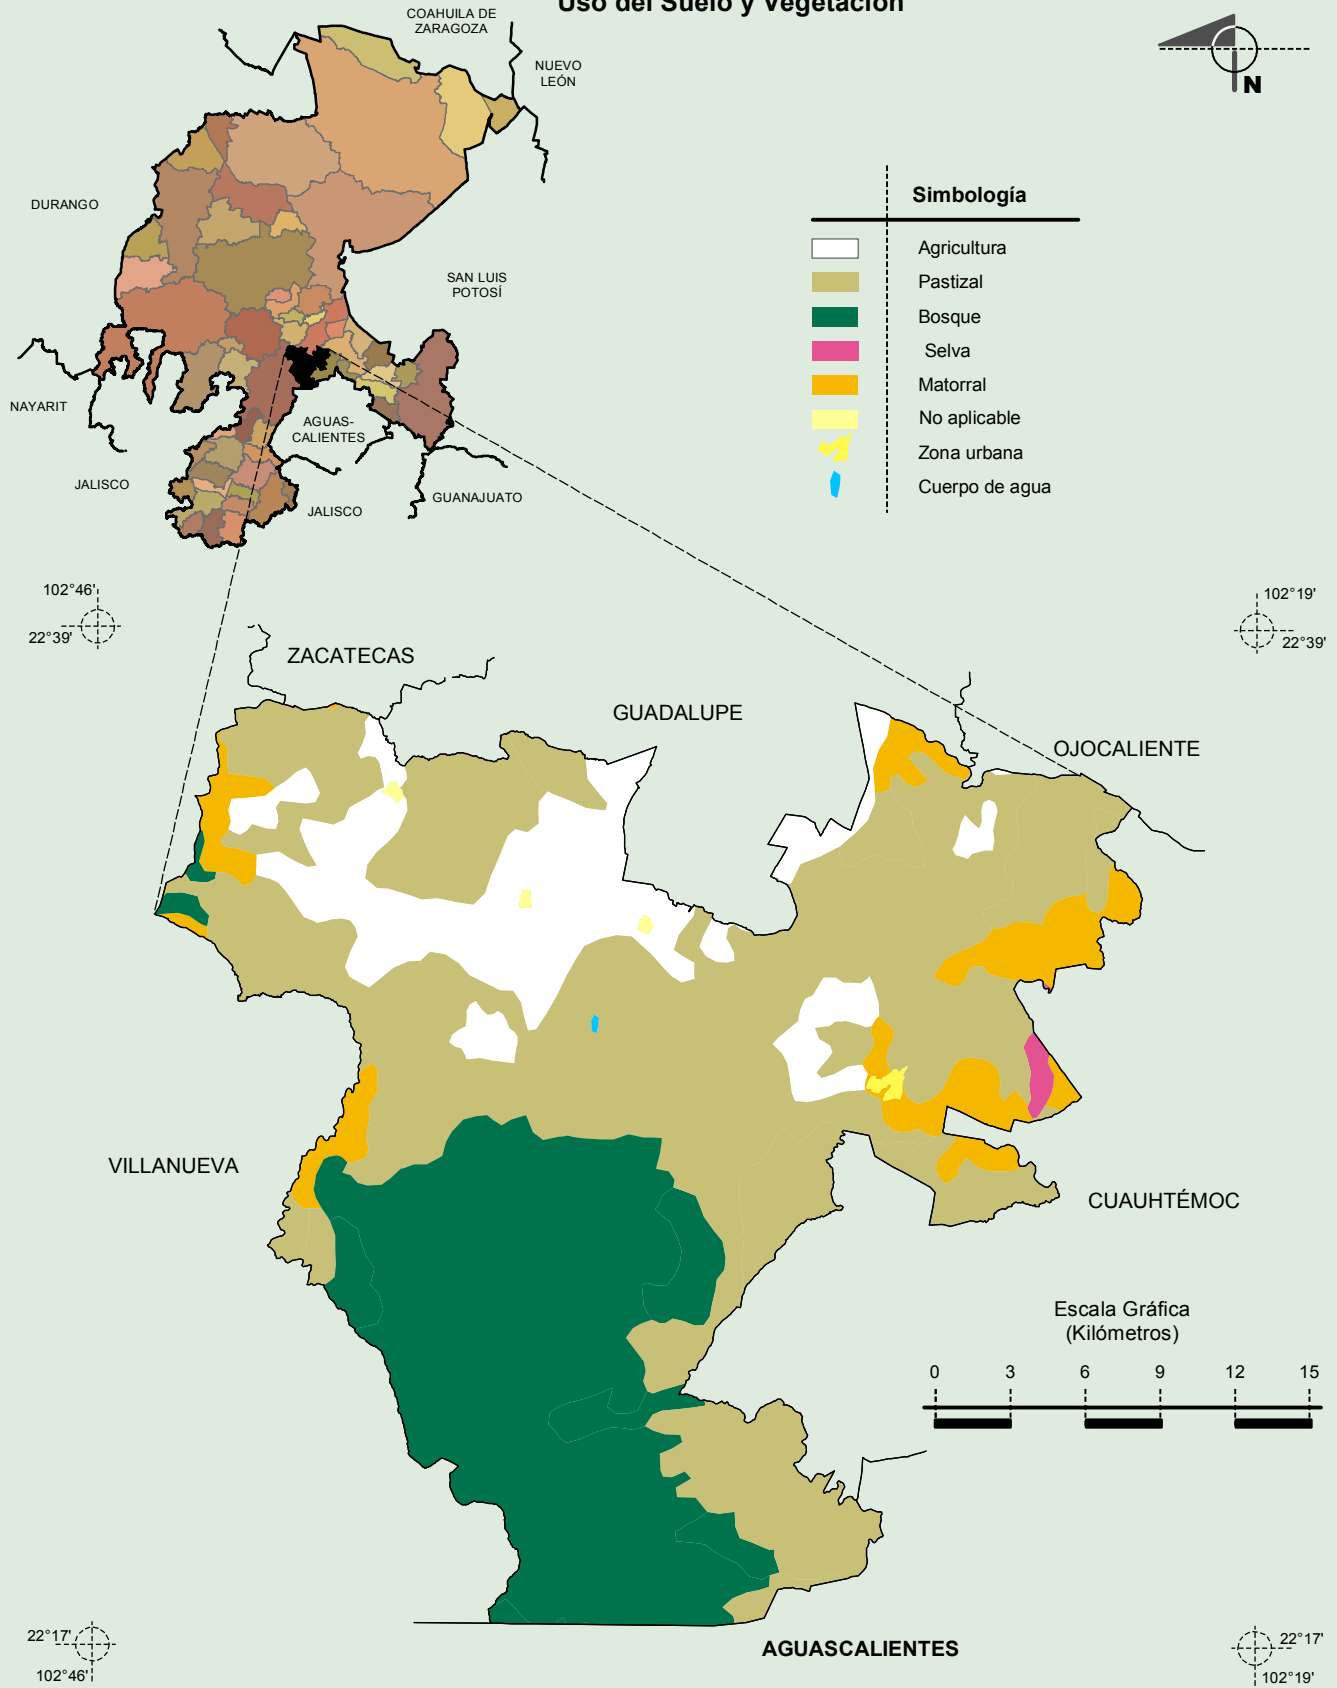 Uso del Suelo y Vegetación
COAHUILA DE
ZARAGOZA
NUEVO
LEÓN
N
DURANGO
SAN LUIS
POTOSÍ
NAYARIT
AGUAS-
CALIENTES
JALISCO
JALISCO
GUANAJUATO
Simbología
Agricultura
Pastizal
Bosque
Selva
Matorral
No aplicable
Zona urbana
Cuerpo de agua
102°46'
22°39'
102°19'
22°39'
ZACATECAS
GUADALUPE
OJOCALIENTE
VILLANUEVA
CUAUHTÉMOC
Escala Gráfica
(Kilómetros)
0 3 6 9 12 15
AGUASCALIENTES
22°17'
102°46'
22°17'
102°19'